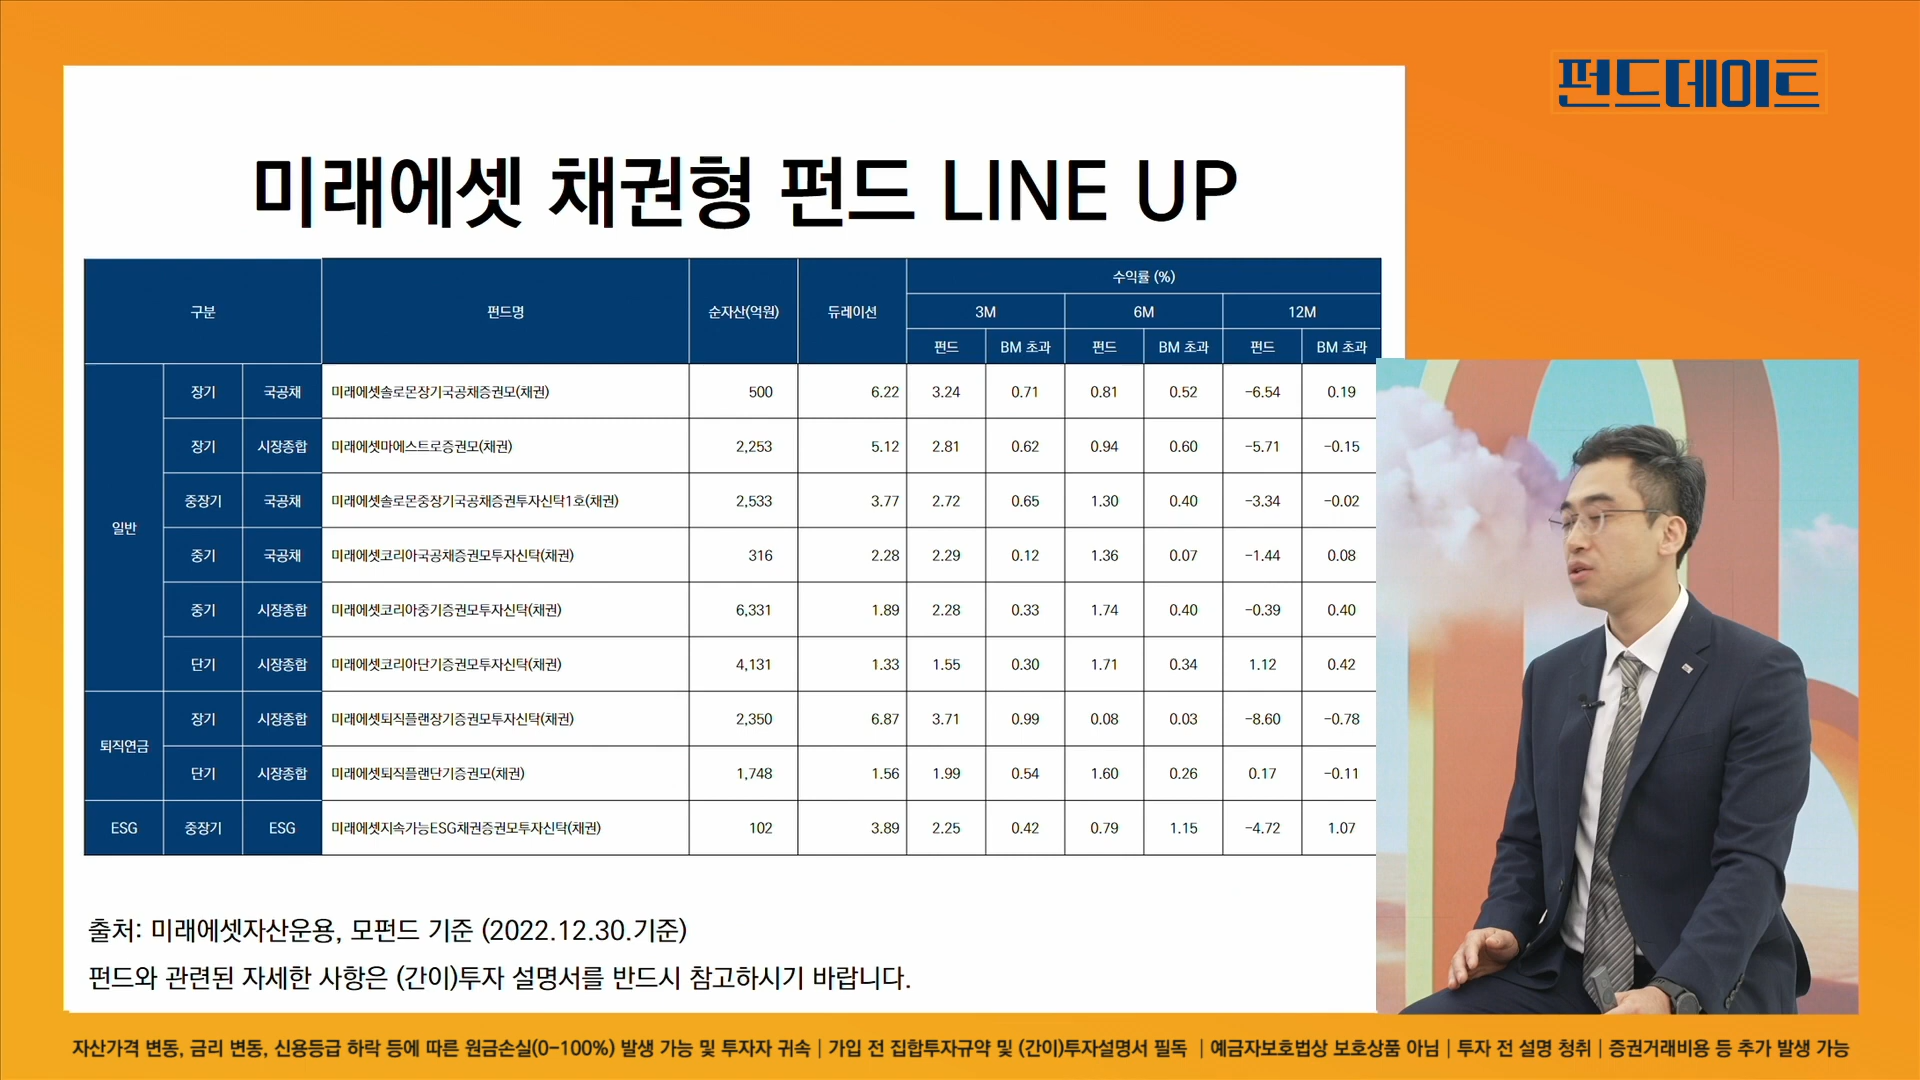 펀드데이트
미래에셋 채권형 펀드 LINE UP
구분 펀드명 순자산(억원) 듀레이션 수익률 (%)
3M 6M 12M
펀드 BM 초과 펀드 BM 초과 펀드 BM 초과
일반 장기 국공채 미래에셋솔로몬장기국공채증권모(채권) 500 6.22 3.24 0.71 0.81 0.52 -6.54 0.19
장기 시장종합 미래에셋마에스트로증권모(채권) 2,253 5.12 2.81 0.62 0.94 0.60 -5.71 -0.15
중장기 국공채 미래에셋솔로몬중장기국공채증권투자신탁1호(채권) 2,533 3.77 2.72 0.65 1.30 0.40 -3.34 -0.02
중기 국공채 미래에셋코리아국공채증권모투자신탁(채권) 316 2.28 2.29 0.12 1.36 0.07 -1.44 0.08
중기 시장종합 미래에셋코리아중기증권모투자신탁(채권) 6,331 1.89 2.28 0.33 1.74 0.40 -0.39 0.40
단기 시장종합 미래에셋코리아단기증권모투자신탁(채권) 4,131 1.33 1.55 0.30 1.71 0.34 1.12 0.42
퇴직연금 장기 시장종합 미래에셋퇴직플랜장기증권모투자신탁(채권) 2,350 6.87 3.71 0.99 0.08 0.03 -8.60 -0.78
단기 시장종합 미래에셋퇴직플랜단기증권모(채권) 1,748 1.56 1.99 0.54 1.60 0.26 0.17 -0.11
ESG 중장기 ESG 미래에셋지속가능ESG채권증권모투자신탁(채권) 102 3.89 2.25 0.42 0.79 1.15 -4.72 1.07
출처: 미래에셋자산운용, 모펀드 기준 (2022.12.30.기준)
펀드와 관련된 자세한 사항은 (간이)투자 설명서를 반드시 참고하시기 바랍니다.
자산가격 변동, 금리 변동, 신용등급 하락 등에 따른 원금손실(0-100%) 발생 가능 및 투자자 귀속 | 가입 전 집합투자규약 및 (간이)투자설명서 필독 | 예금자보호법상 보호상품 아님 | 투자 전 설명 청취 | 증권거래비용 등 추가 발생 가능